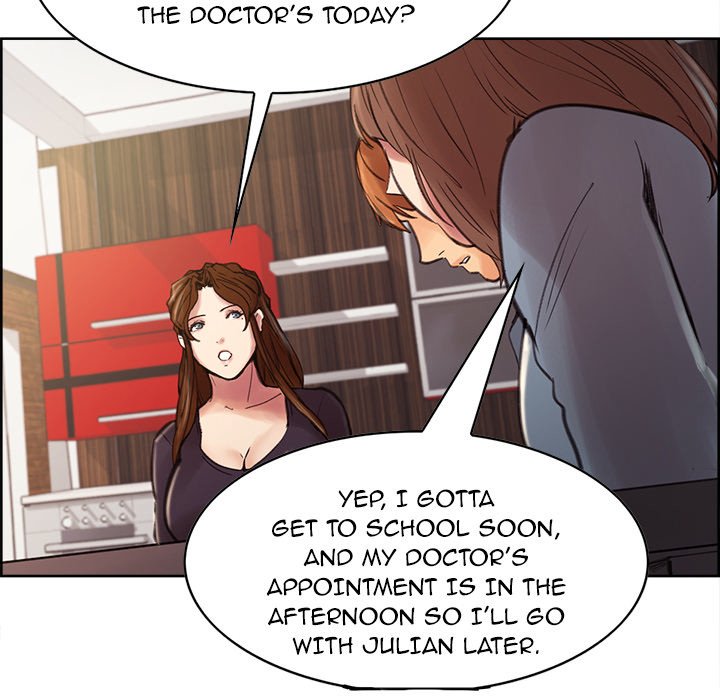 THE DOCTOR'S TODAY?
YEP, I GOTTA
GET TO SCHOOL SOON,
AND MY DOCTOR'S
APPOINTMENT IS IN THE
AFTERNOON SO I'LL GO
WITH JULIAN LATER.